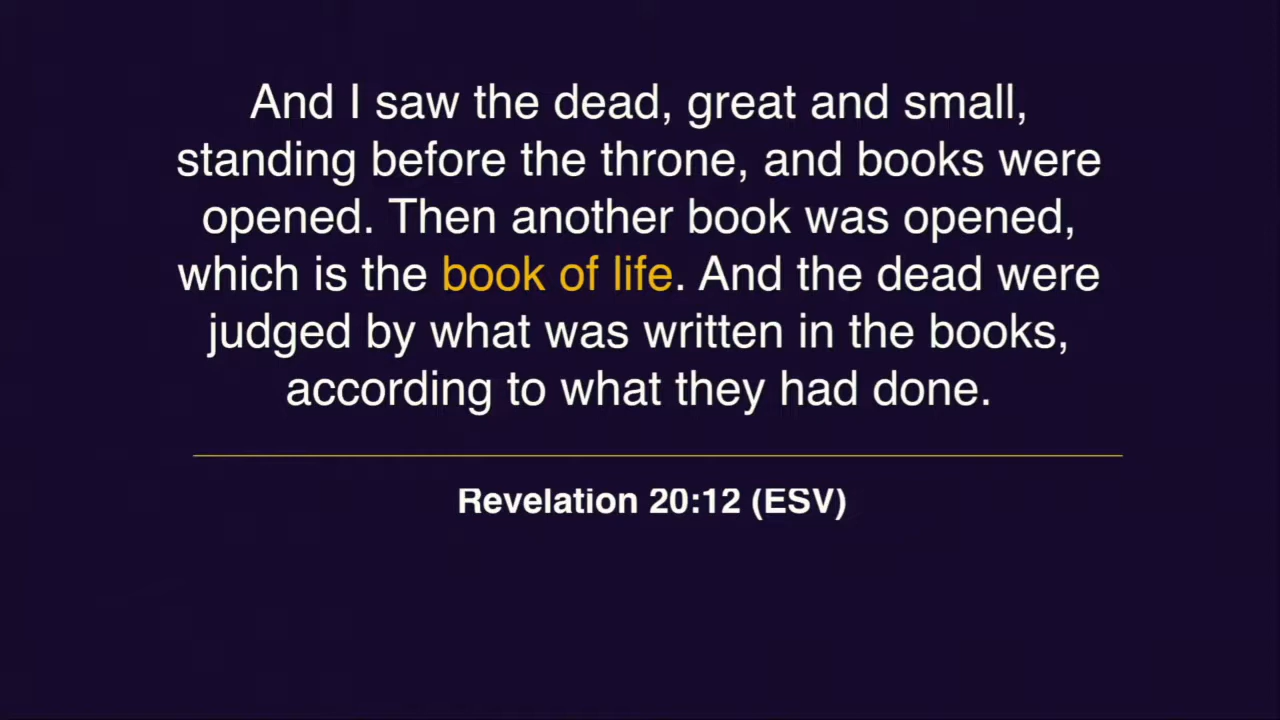 And I saw the dead, great and small,
standing before the throne, and books were
opened. Then another book was opened,
which is the book of life. And the dead were
judged by what was written in the books,
according to what they had done.
Revelation 20:12 (ESV)